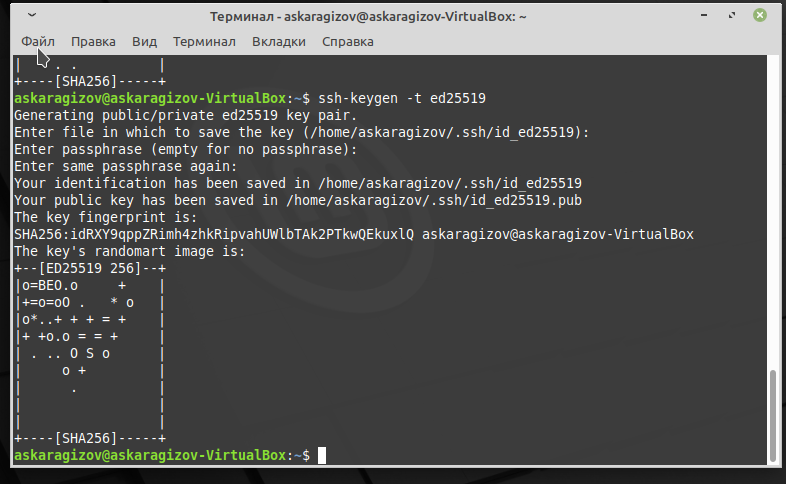 Терминал - askaragizov@askaragizov-VirtualBox: ~
Файл Правка Вид Терминал Вкладки Справка
|    . .          |
+----[SHA256]-----+
askaragizov@askaragizov-VirtualBox:~$ ssh-keygen -t ed25519
Generating public/private ed25519 key pair.
Enter file in which to save the key (/home/askaragizov/.ssh/id_ed25519):
Enter passphrase (empty for no passphrase):
Enter same passphrase again:
Your identification has been saved in /home/askaragizov/.ssh/id_ed25519
Your public key has been saved in /home/askaragizov/.ssh/id_ed25519.pub
The key fingerprint is:
SHA256:idRXY9qppZRimh4zhkRipvahUWlbTAk2PTkwQEkuxlQ askaragizov@askaragizov-VirtualBox
The key's randomart image is:
+--[ED25519 256]--+
|o=BEO.o     +    |
|+=o=oO .   * o   |
|o*..+ + + = +    |
|+ +o.o = = +     |
| . .. O S o      |
|     o +         |
|      .          |
|                 |
|                 |
+----[SHA256]-----+
askaragizov@askaragizov-VirtualBox:~$